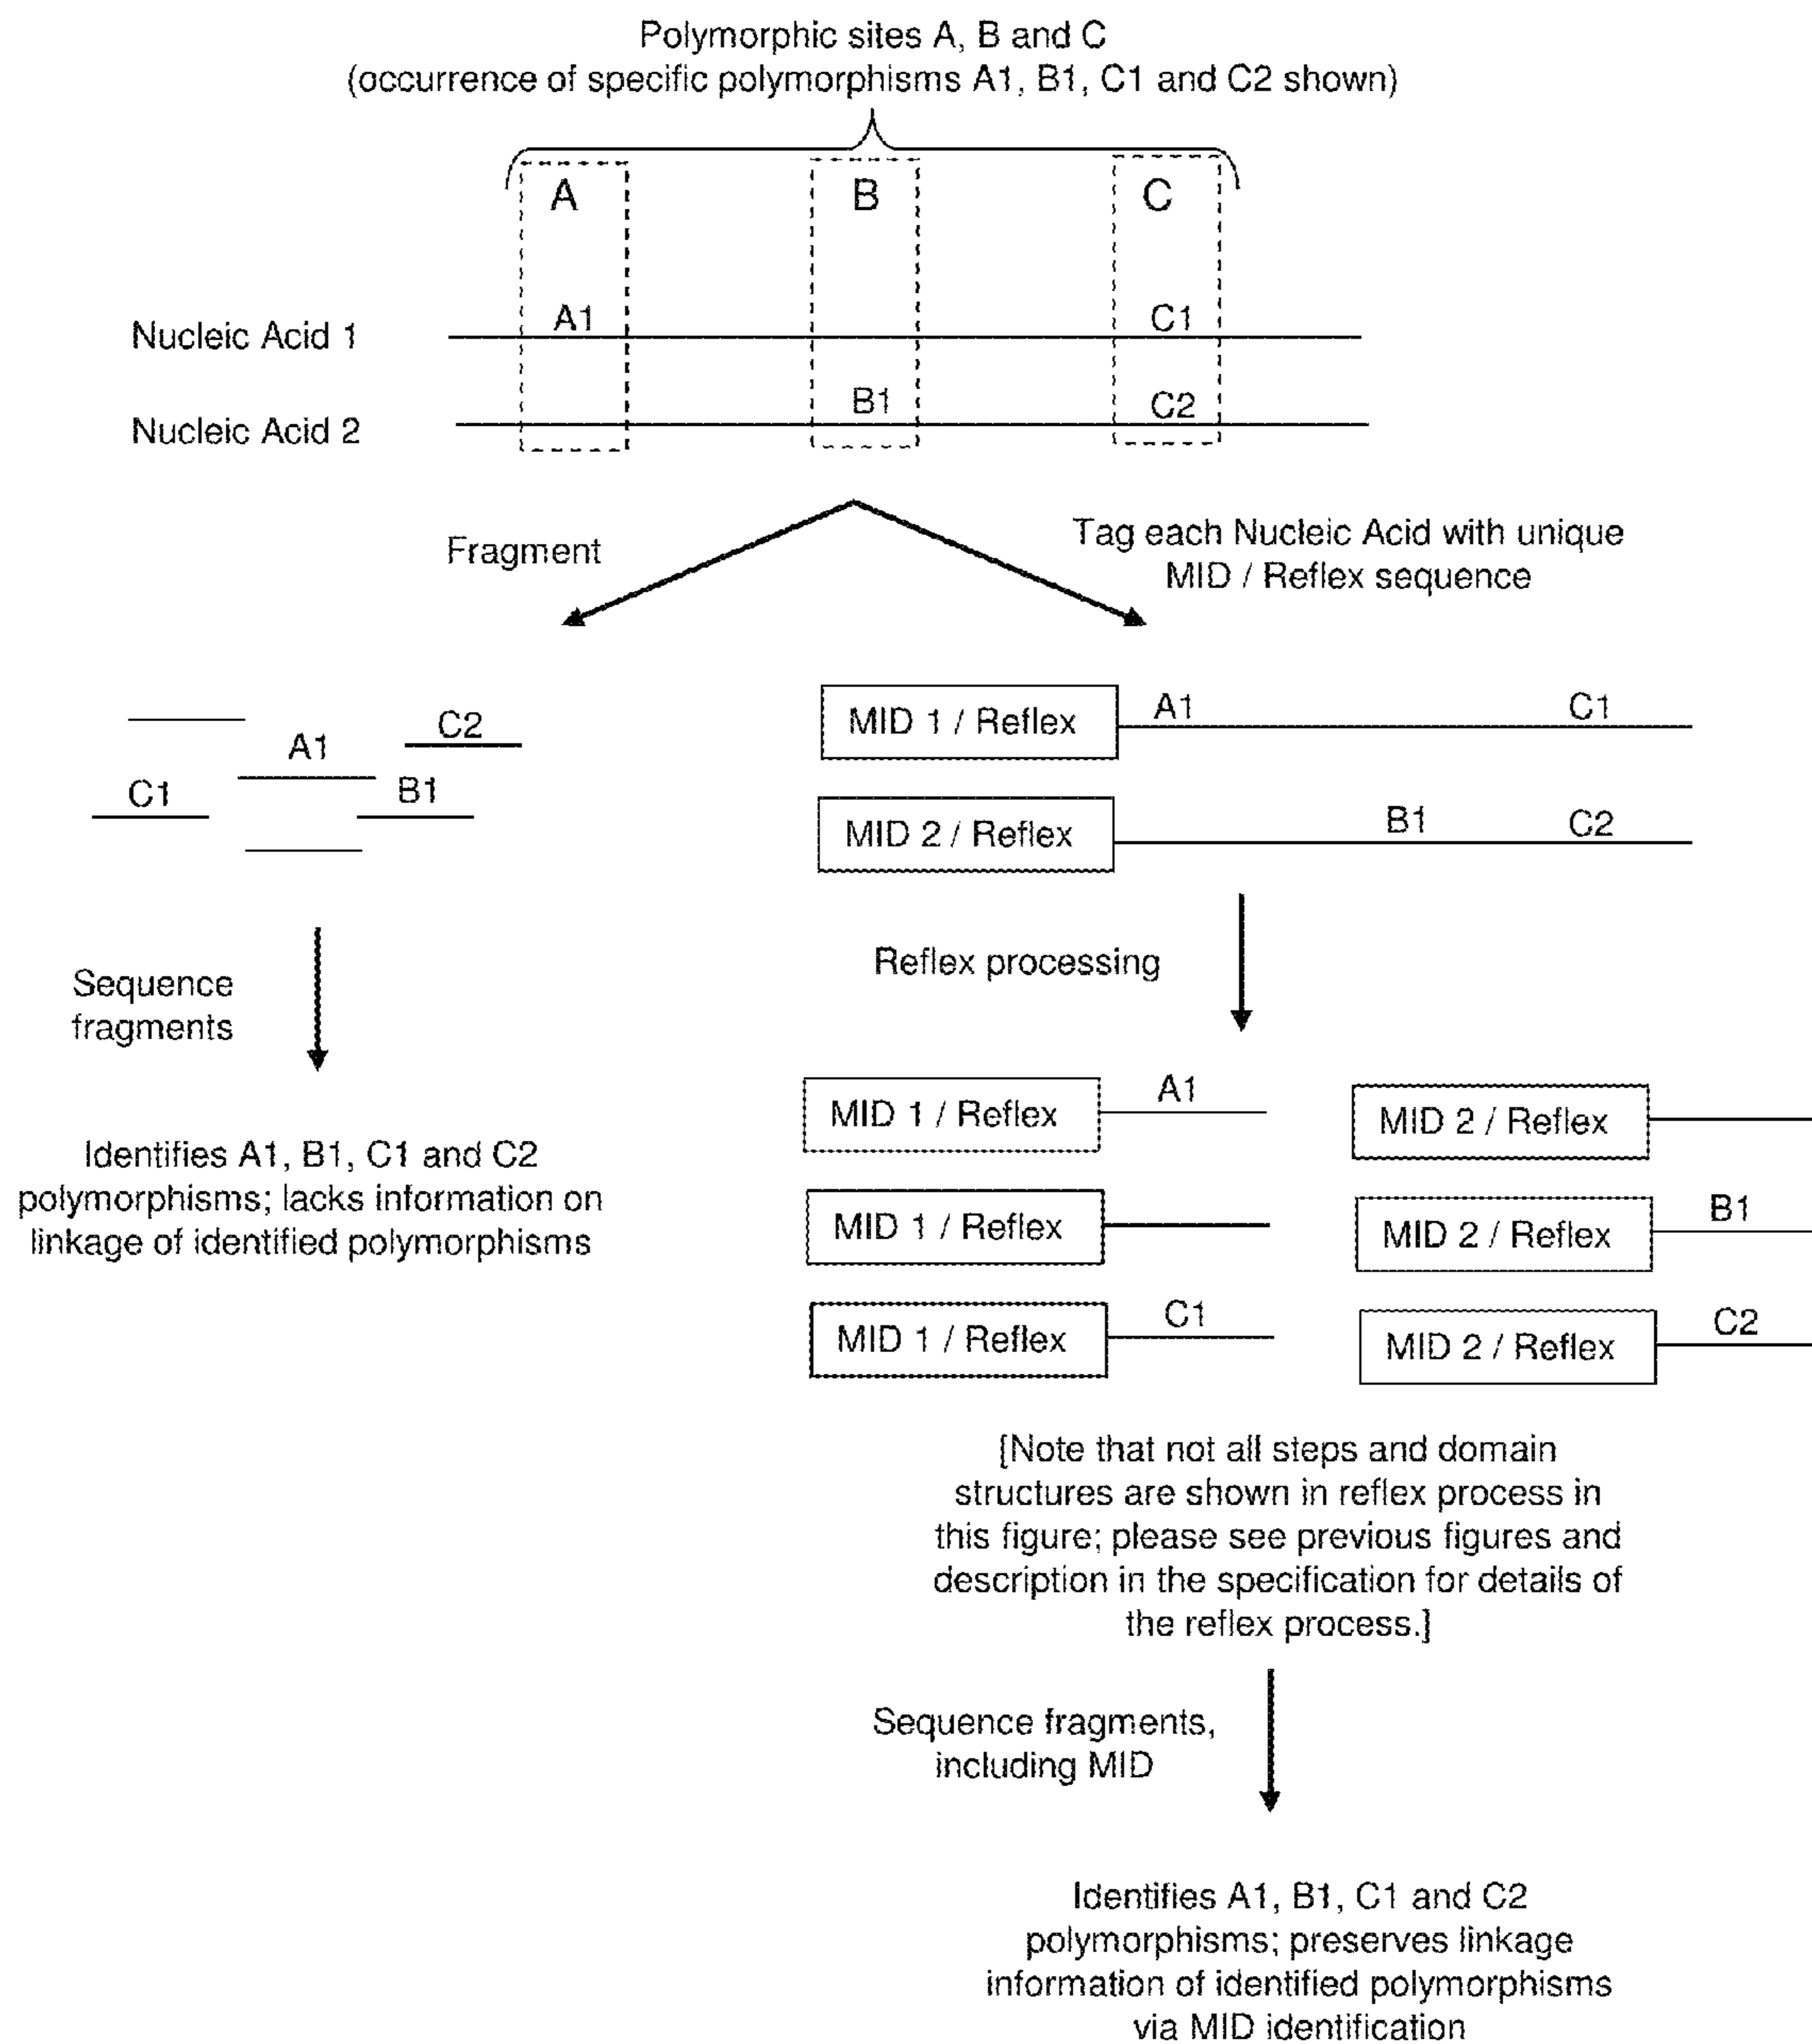 Polymorphic sites A, B and C
(occurrence of specific polymorphisms A1, B1, C1 and C2 shown)
A
B
C
Nucleic Acid 1
A1
C1
Nucleic Acid 2
B1
C2
Fragment
Tag each Nucleic Acid with unique
MID / Reflex sequence
C2
A1
C1
B1
MID 1 / Reflex
A1
C1
MID 2 / Reflex
B1
C2
Sequence
fragments
Reflex processing
Identifies A1, B1, C1 and C2
polymorphisms; lacks information on
linkage of identified polymorphisms
MID 1 / Reflex
A1
MID 2 / Reflex
MID 1 / Reflex
MID 2 / Reflex
B1
MID 1 / Reflex
C1
MID 2 / Reflex
C2
[Note that not all steps and domain
structures are shown in reflex process in
this figure; please see previous figures and
description in the specification for details of
the reflex process.]
Sequence fragments,
including MID
Identifies A1, B1, C1 and C2
polymorphisms; preserves linkage
information of identified polymorphisms
via MID identification